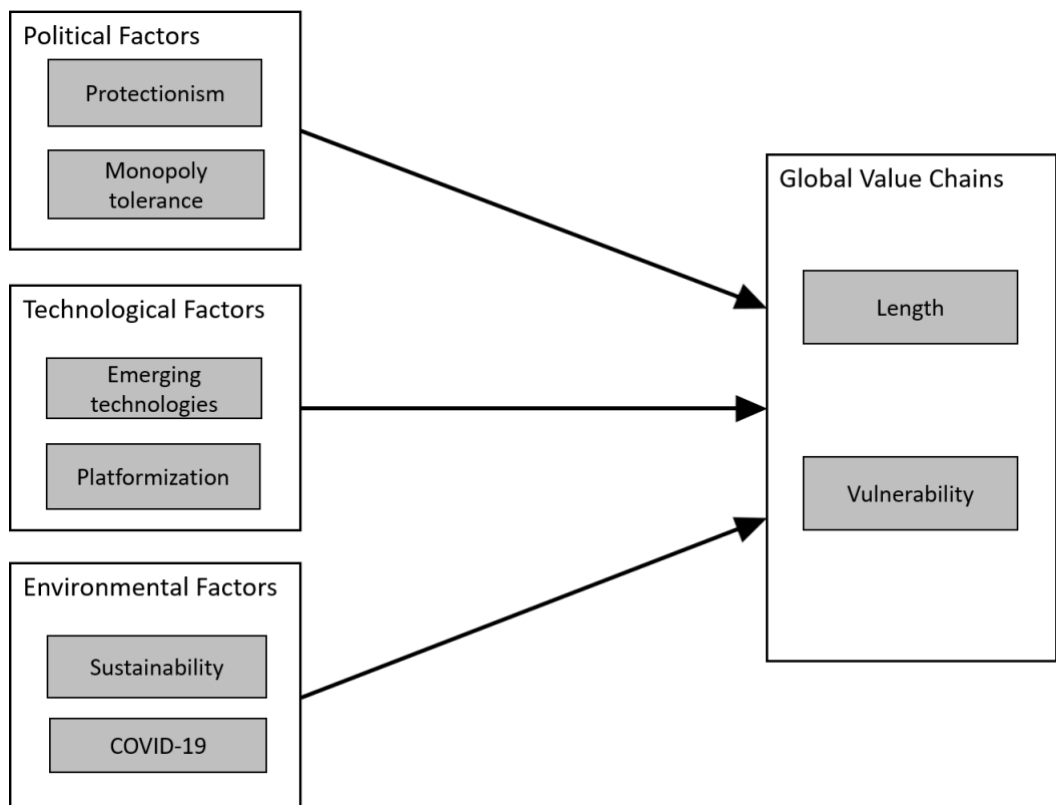 Political Factors
Protectionism
Monopoly
tolerance
Technological Factors
Emerging
technologies
Platformization
Environmental Factors
Sustainability
COVID-19
Global Value Chains
Length
Vulnerability